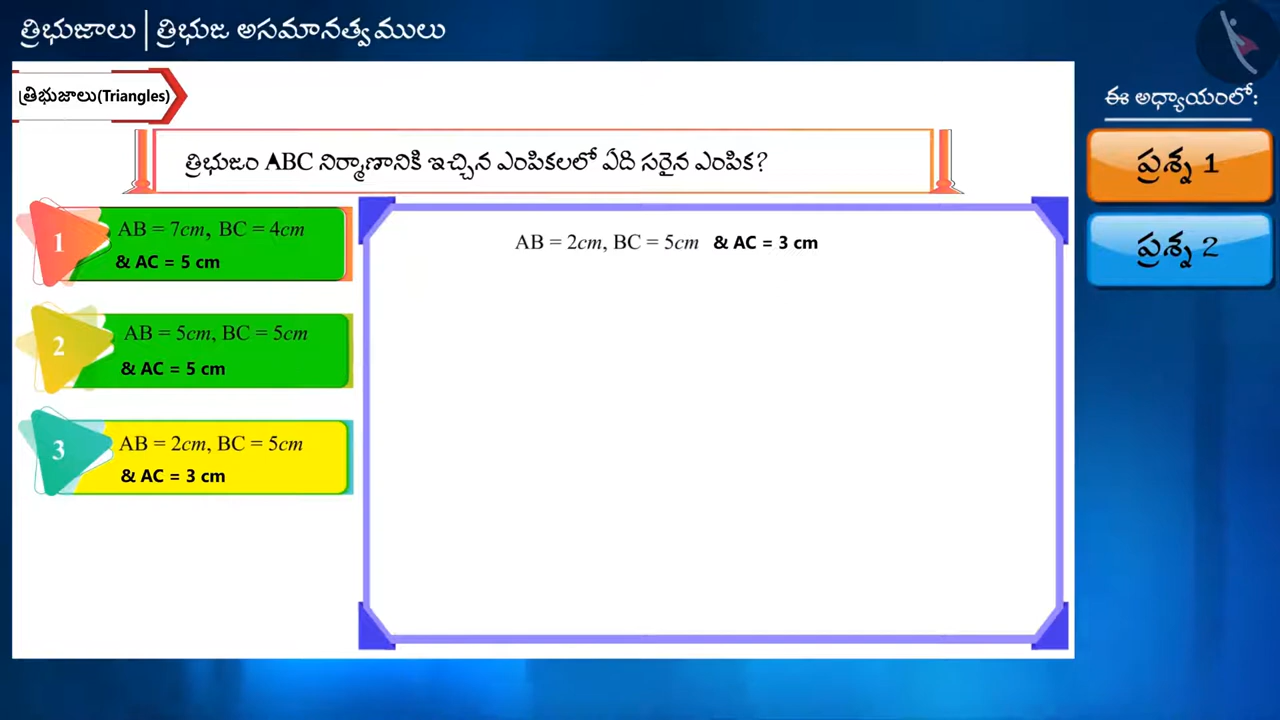 త్రిభుజాలు | త్రిభుజ అసమానత్వములు
త్రిభుజాలు(Triangles)
ఈ అధ్యాయంలో:
ప్రశ్న 1
ప్రశ్న 2
త్రిభుజం ABC నిర్మాణానికి ఇచ్చిన ఎంపికలలో ఏది సరైన ఎంపిక?
1
AB = 7cm, BC = 4cm
& AC = 5 cm
2
AB = 5cm, BC = 5cm
& AC = 5 cm
3
AB = 2cm, BC = 5cm
& AC = 3 cm
AB = 2cm, BC = 5cm & AC = 3 cm